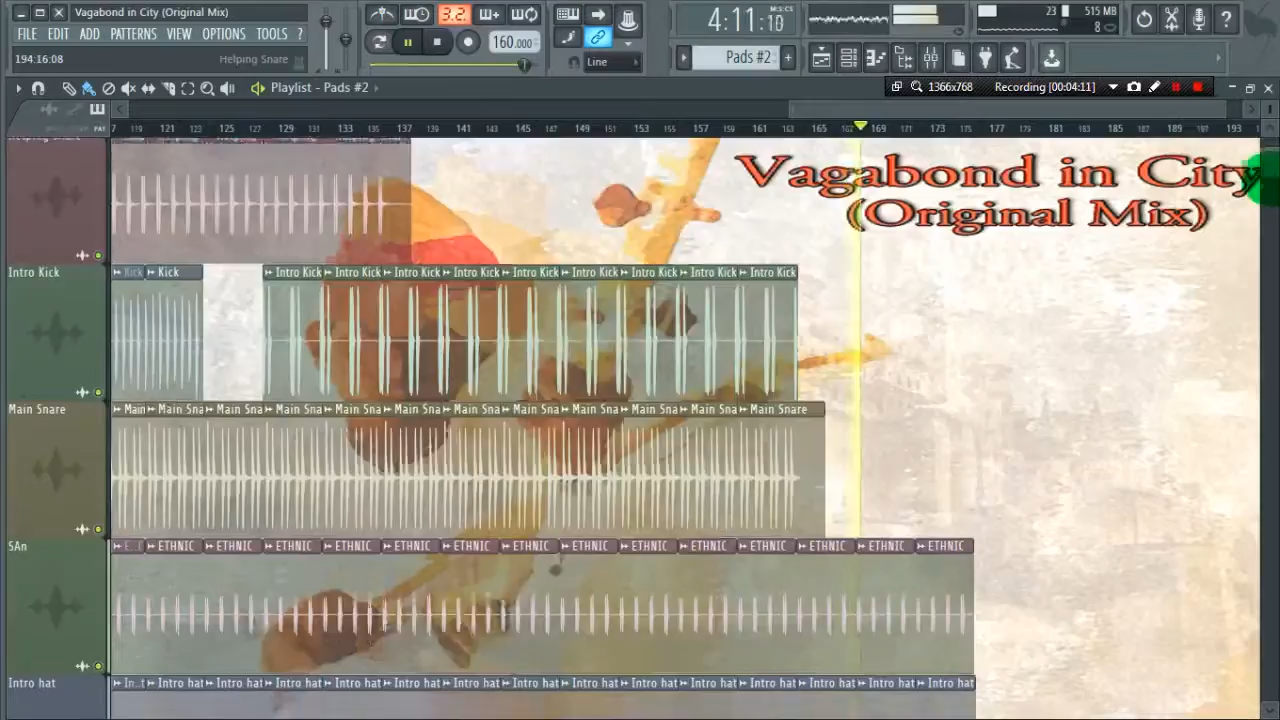 Vagabond in City (Original Mix)
FILE EDIT ADD PATTERNS VIEW OPTIONS TOOLS ?
194:16:08 Helping Snare
3.2
160.000
Line
4:11:10
M:S:CS
Pads #2
23 515 MB
8
Playlist - Pads #2
1366x768 Recording [00:04:11]
7 119 121 123 125 127 129 131 133 135 137 141 143 145 147 149 151 153 155 157 159 161 163 165 167 169 171 173 175 177 179 181 183 185 187 189 191 193
Vagabond in City
(Original Mix)
Intro Kick
Kick Kick Intro Kick Intro Kick Intro Kick Intro Kick Intro Kick Intro Kick Intro Kick Intro Kick Intro Kick
Main Snare
Main Main Sna Main Sna Main Sna Main Sna Main Sna Main Sna Main Sna Main Sna Main Sna Main Sna Main Snare
SAn
ETHNIC ETHNIC ETHNIC ETHNIC ETHNIC ETHNIC ETHNIC ETHNIC ETHNIC ETHNIC ETHNIC ETHNIC ETHNIC ETHNIC
Intro hat
In..t Intro hat Intro hat Intro hat Intro hat Intro hat Intro hat Intro hat Intro hat Intro hat Intro hat Intro hat Intro hat Intro hat Intro hat